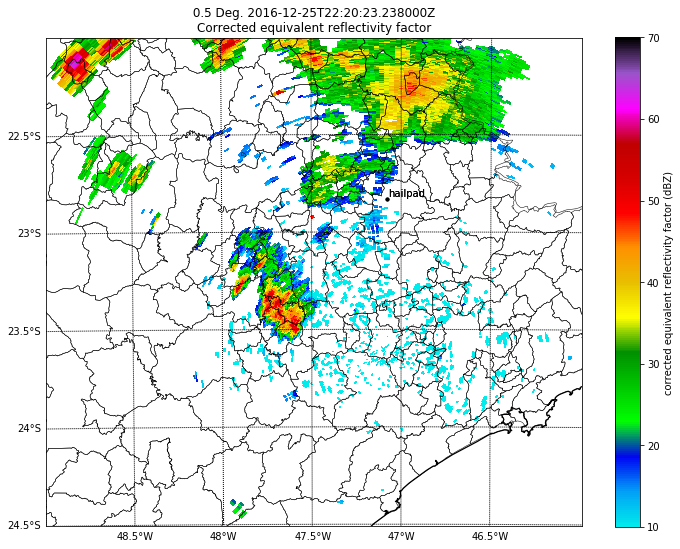 0.5 Deg. 2016-12-25T22:20:23.238000Z
Corrected equivalent reflectivity factor
22.5°S
23°S
23.5°S
24°S
24.5°S
48.5°W
48°W
47.5°W
47°W
46.5°W
hailpad
70
60
50
40
30
20
10
corrected equivalent reflectivity factor (dBZ)